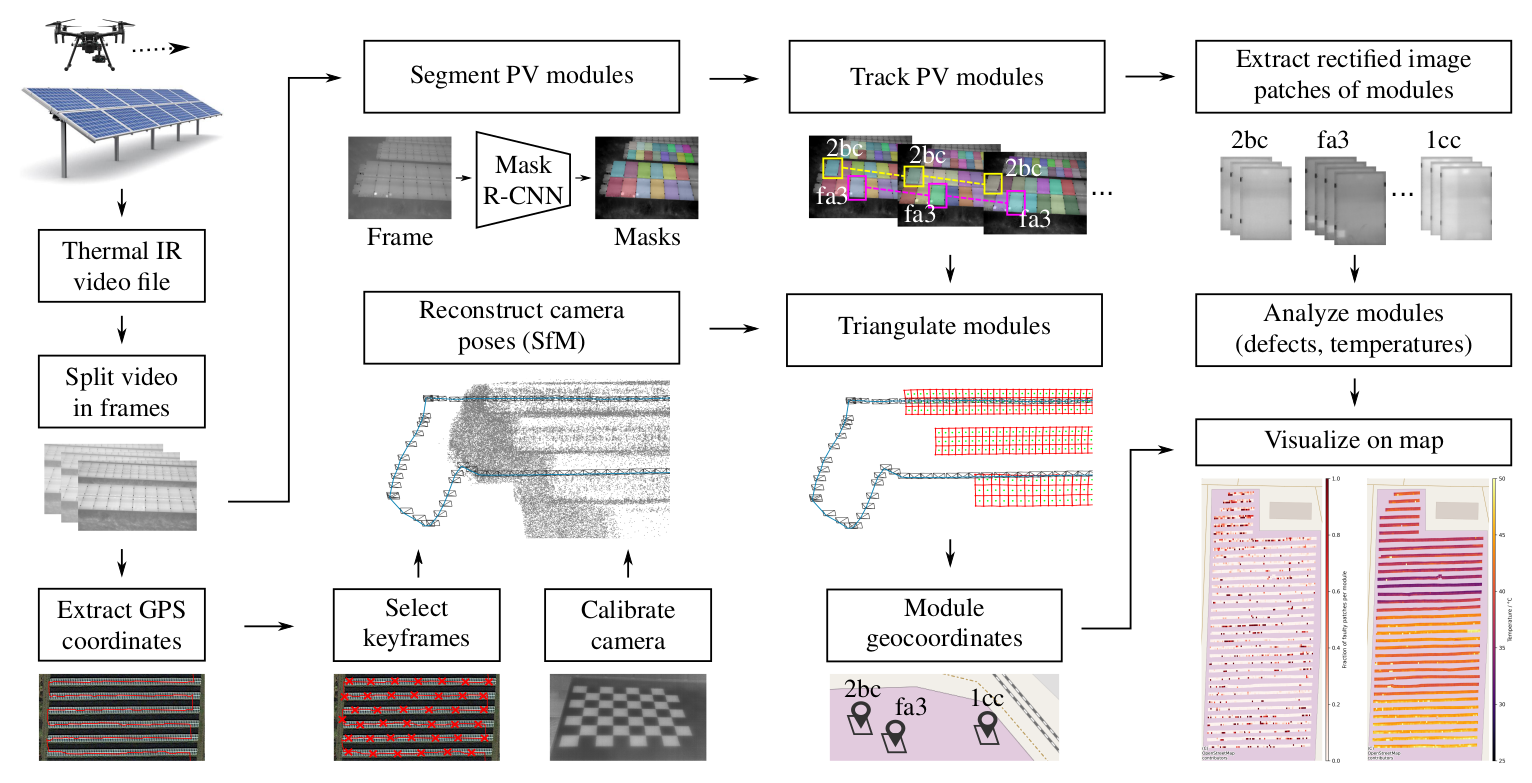 Thermal IR
video file
Split video
in frames
Extract GPS
coordinates
Segment PV modules
Mask
R-CNN
Frame
Masks
Reconstruct camera
poses (SfM)
Select
keyframes
Calibrate
camera
Track PV modules
2bc
2bc
2bc
fa3
fa3
fa3
...
Triangulate modules
Module
geocoordinates
2bc
fa3
1cc
Extract rectified image
patches of modules
2bc
fa3
1cc
...
Analyze modules
(defects, temperatures)
Visualize on map
1.0
0.8
0.6
0.4
0.2
0.0
Fraction of faulty patches per module
(C)
OpenStreetMap
contributors
50
45
40
35
30
25
Temperature / °C
(C)
OpenStreetMap
contributors